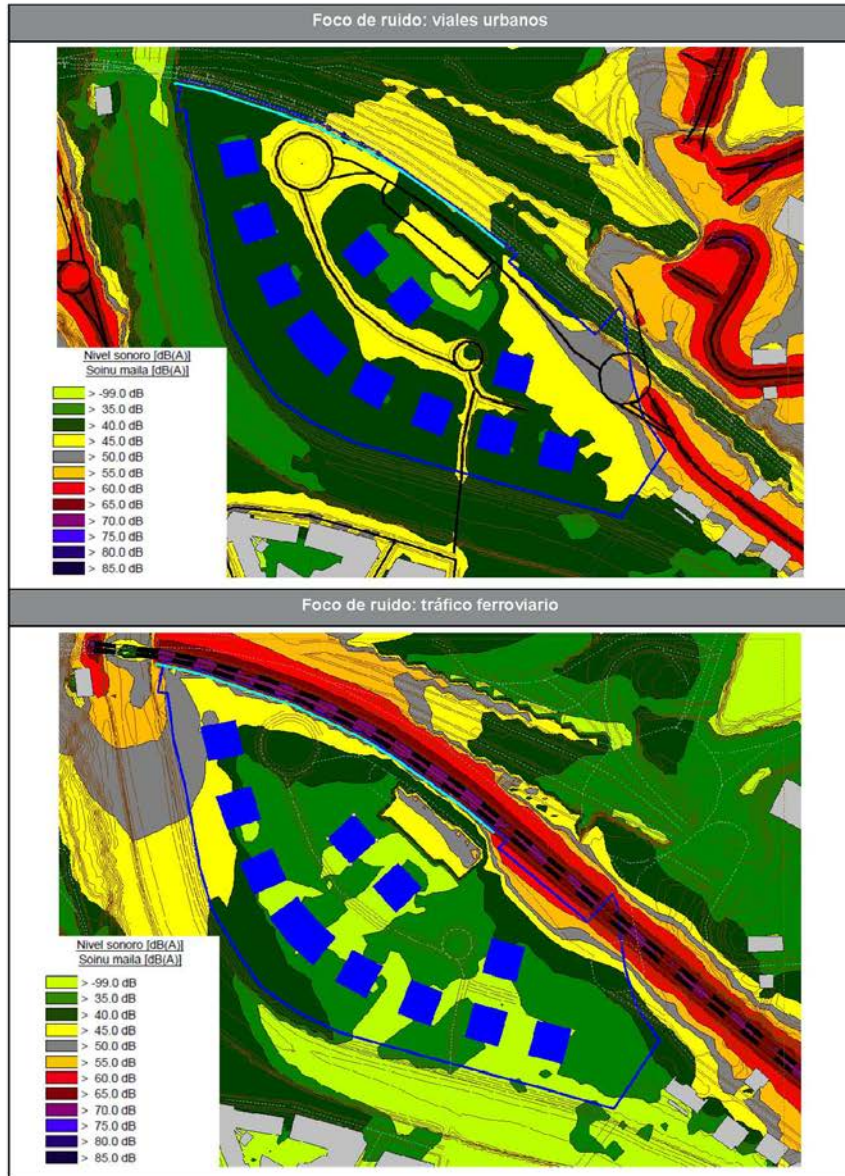 Foco de ruido: viales urbanos
Nivel sonoro [dB(A)]
Soinu maila [dB(A)]
> -99.0 dB
> 35.0 dB
> 40.0 dB
> 45.0 dB
> 50.0 dB
> 55.0 dB
> 60.0 dB
> 65.0 dB
> 70.0 dB
> 75.0 dB
> 80.0 dB
> 85.0 dB
Foco de ruido: tráfico ferroviario
Nivel sonoro [dB(A)]
Soinu maila [dB(A)]
> -99.0 dB
> 35.0 dB
> 40.0 dB
> 45.0 dB
> 50.0 dB
> 55.0 dB
> 60.0 dB
> 65.0 dB
> 70.0 dB
> 75.0 dB
> 80.0 dB
> 85.0 dB